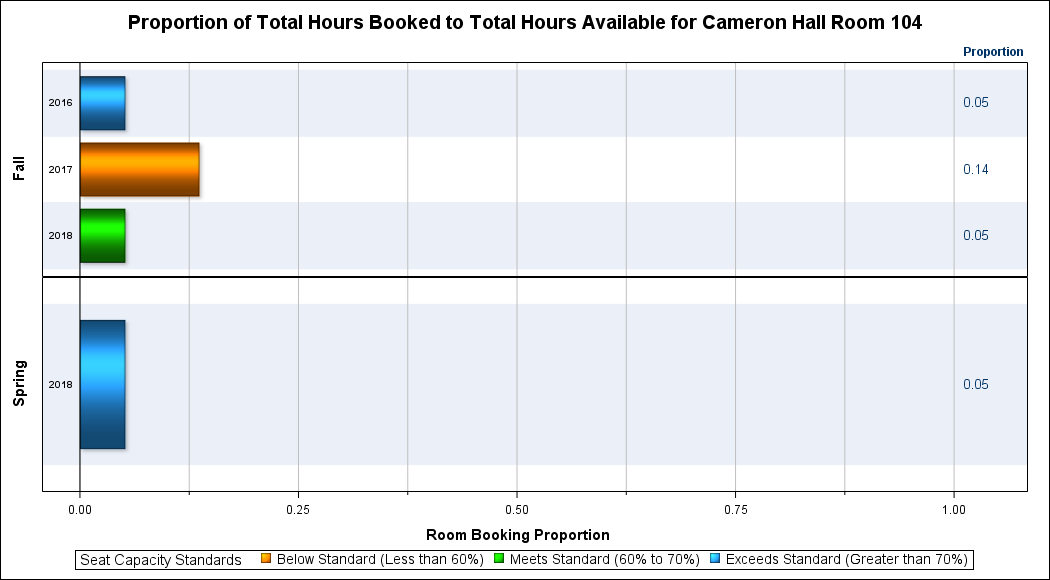 Proportion of Total Hours Booked to Total Hours Available for Cameron Hall Room 104
Proportion
Fall
2016 0.05
2017 0.14
2018 0.05
Spring
2018 0.05
0.00 0.25 0.50 0.75 1.00
Room Booking Proportion
Seat Capacity Standards Below Standard (Less than 60%) Meets Standard (60% to 70%) Exceeds Standard (Greater than 70%)